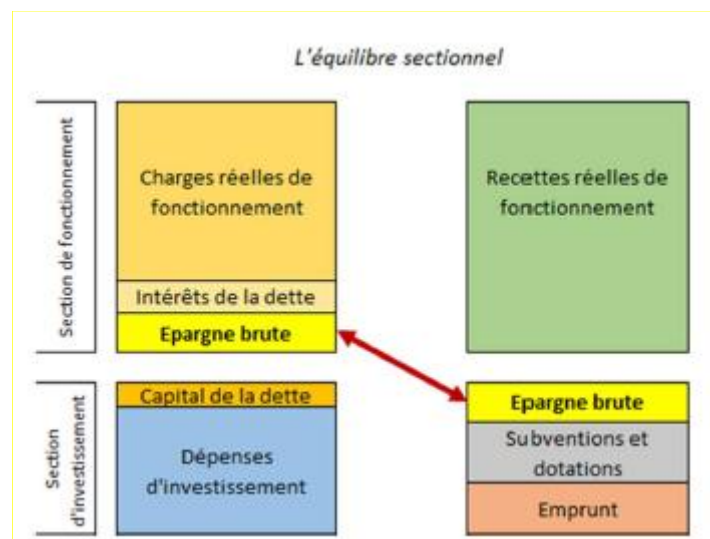 L'équilibre sectionnel
Section de fonctionnement
Charges réelles de
fonctionnement
Intérêts de la dette
Epargne brute
Recettes réelles de
fonctionnement
Section
d'investissement
Capital de la dette
Dépenses
d'investissement
Epargne brute
Subventions et
dotations
Emprunt